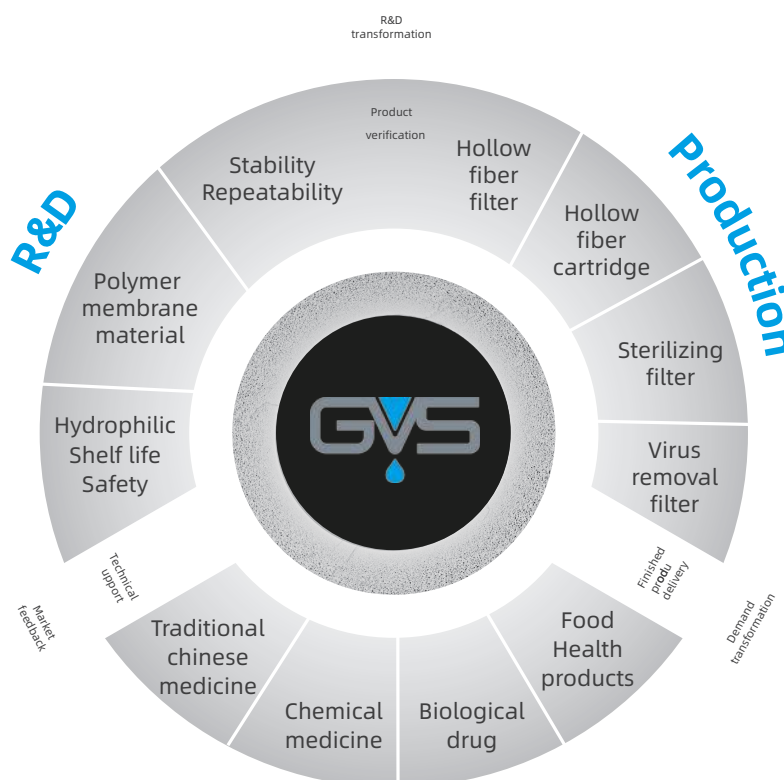 R&D
transformation
Product
verification
Stability
Repeatability
Hollow
fiber
filter
R&D
Production
Hollow
fiber
cartridge
Polymer
membrane
material
Sterilizing
filter
Hydrophilic
Shelf life
Safety
GVS
Virus
removal
filter
Technical
upport
Finished
produ
delivery
Market
feedback
Demand
transformation
Traditional
chinese
medicine
Food
Health
products
Chemical
medicine
Biological
drug